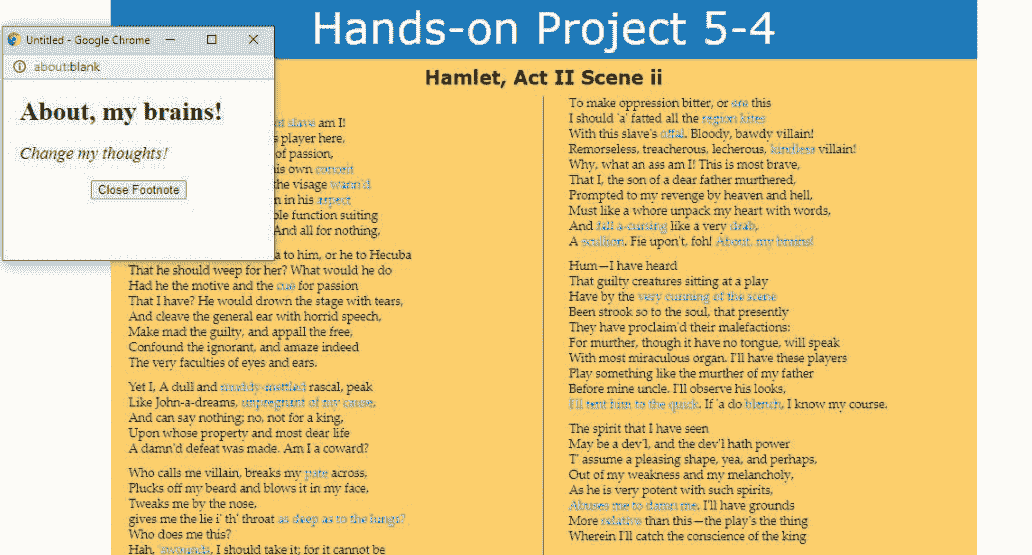 Hands-on Project 5-4
Untitled - Google Chrome
about:blank
About, my brains!
Change my thoughts!
Close Footnote
Hamlet, Act II Scene ii
slave am I!
player here,
of passion,
his own conceit
the visage wann'd
in his aspect
function suiting
And all for nothing,
to him, or he to Hecuba
That he should weep for her? What would he do
Had he the motive and the cue for passion
That I have? He would drown the stage with tears,
And cleave the general ear with horrid speech,
Make mad the guilty, and appall the free,
Confound the ignorant, and amaze indeed
The very faculties of eyes and ears.
Yet I, A dull and muddy-mettled rascal, peak
Like John-a-dreams, unpregnant of my cause,
And can say nothing; no, not for a king,
Upon whose property and most dear life
A damn'd defeat was made. Am I a coward?
Who calls me villain, breaks my pate across,
Plucks off my beard and blows it in my face,
Tweaks me by the nose,
gives me the lie i' th' throat as deep as to the lungs?
Who does me this?
Hah, 'swounds, I should take it; for it cannot be
To make oppression bitter, or ere this
I should 'a' fatted all the region kites
With this slave's offal. Bloody, bawdy villain!
Remorseless, treacherous, lecherous, kindless villain!
Why, what an ass am I! This is most brave,
That I, the son of a dear father murthered,
Prompted to my revenge by heaven and hell,
Must like a whore unpack my heart with words,
And fall a-cursing like a very drab,
A scullion. Fie upon't, foh! About, my brains!
Hum—I have heard
That guilty creatures sitting at a play
Have by the very cunning of the scene
Been strook so to the soul, that presently
They have proclaim'd their malefactions:
For murther, though it have no tongue, will speak
With most miraculous organ. I'll have these players
Play something like the murther of my father
Before mine uncle. I'll observe his looks,
I'll tent him to the quick. If 'a do blench, I know my course.
The spirit that I have seen
May be a dev'l, and the dev'l hath power
T' assume a pleasing shape, yea, and perhaps,
Out of my weakness and my melancholy,
As he is very potent with such spirits,
Abuses me to damn me. I'll have grounds
More relative than this—the play's the thing
Wherein I'll catch the conscience of the king